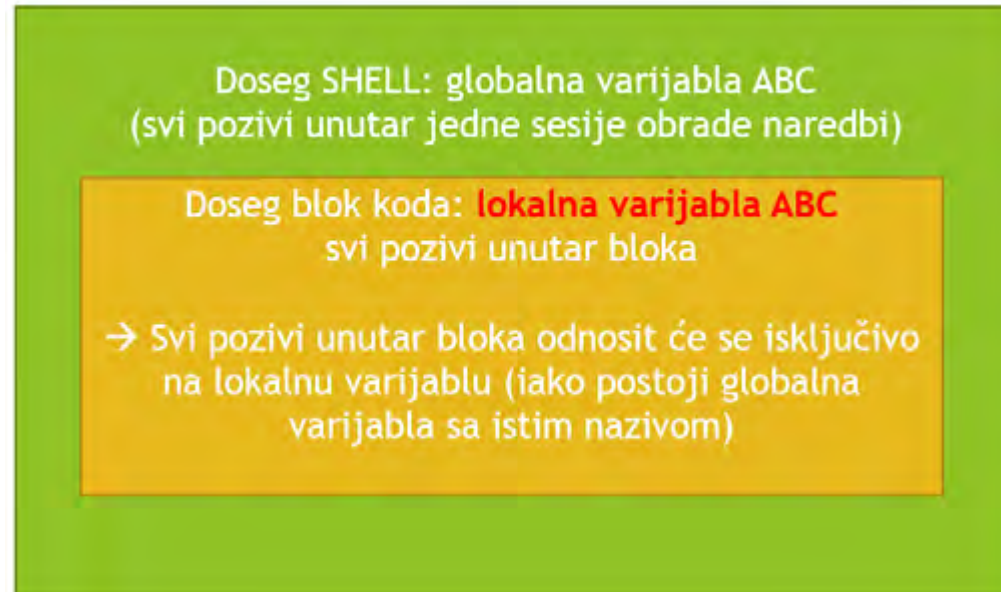 Doseg SHELL: globalna varijabla ABC
(svi pozivi unutar jedne sesije obrade naredbi)
Doseg blok koda: lokalna varijabla ABC
svi pozivi unutar bloka
→ Svi pozivi unutar bloka odnosit će se isključivo
na lokalnu varijablu (iako postoji globalna
varijabla sa istim nazivom)